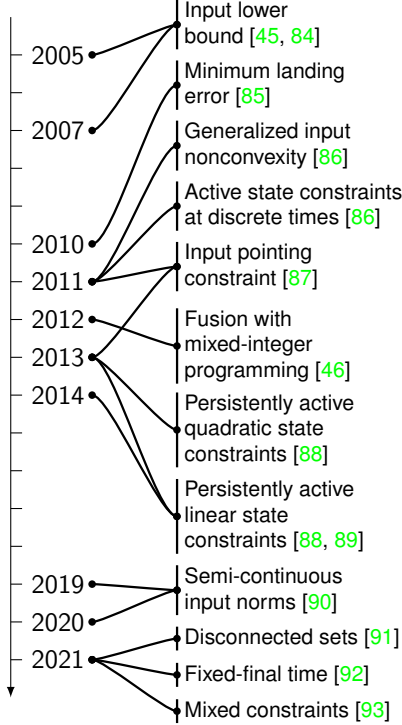 Input lower
bound [45, 84]
2005
Minimum landing
error [85]
2007
Generalized input
nonconvexity [86]
Active state constraints
at discrete times [86]
2010
Input pointing
constraint [87]
2011
2012
Fusion with
mixed-integer
programming [46]
2013
2014
Persistently active
quadratic state
constraints [88]
Persistently active
linear state
constraints [88, 89]
2019
Semi-continuous
input norms [90]
2020
Disconnected sets [91]
2021
Fixed-final time [92]
Mixed constraints [93]